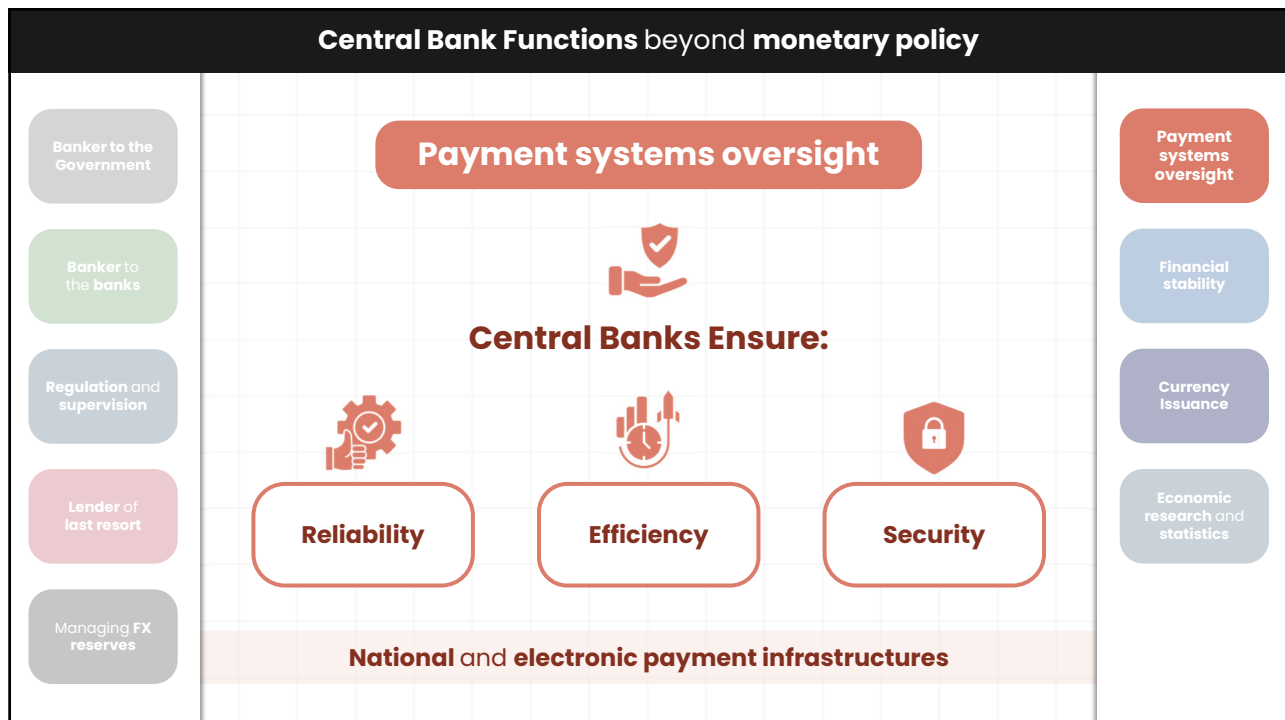 Central Bank Functions beyond monetary policy
Banker to the
Government
Banker to
the banks
Regulation and
supervision
Lender of
last resort
Managing FX
reserves
Payment systems oversight
Central Banks Ensure:
Reliability
Efficiency
Security
National and electronic payment infrastructures
Payment
systems
oversight
Financial
stability
Currency
Issuance
Economic
research and
statistics